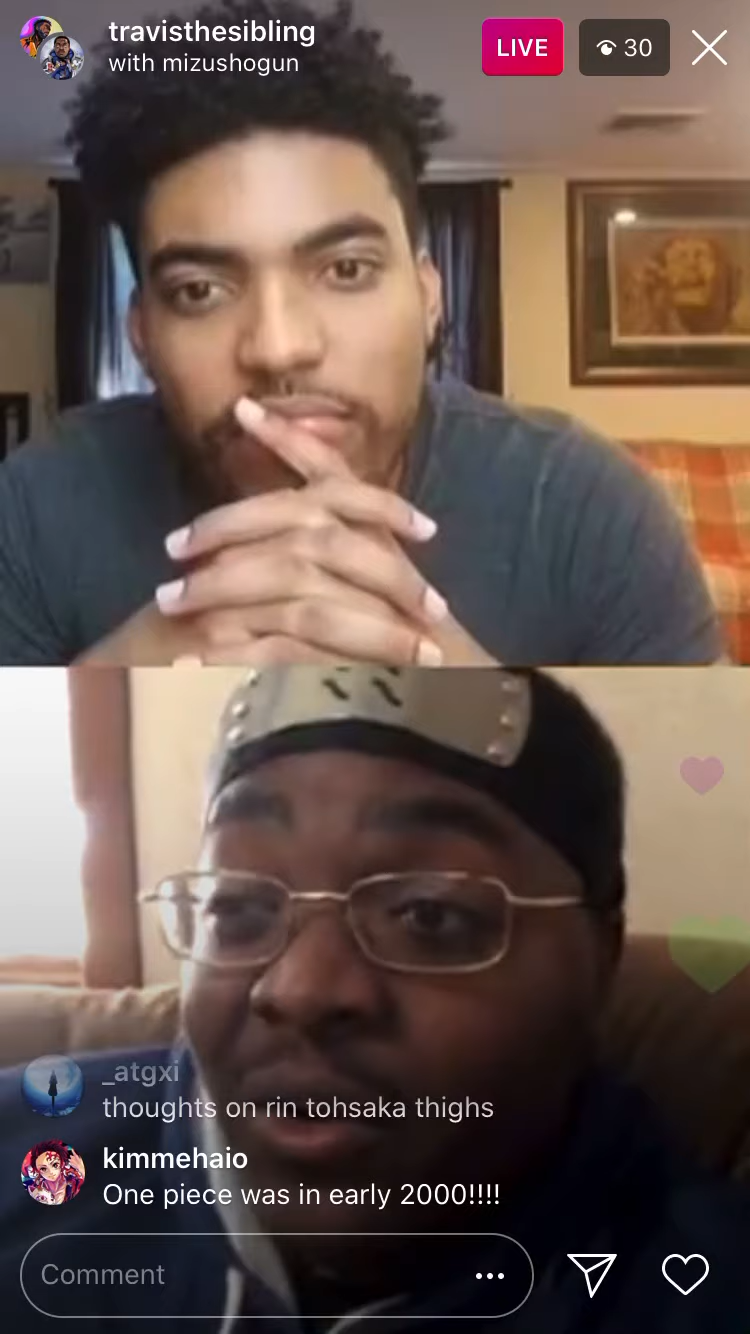 travisthesibling
with mizushogun
LIVE
30
_atgxi
thoughts on rin tohsaka thighs
kimmehaio
One piece was in early 2000!!!!
Comment